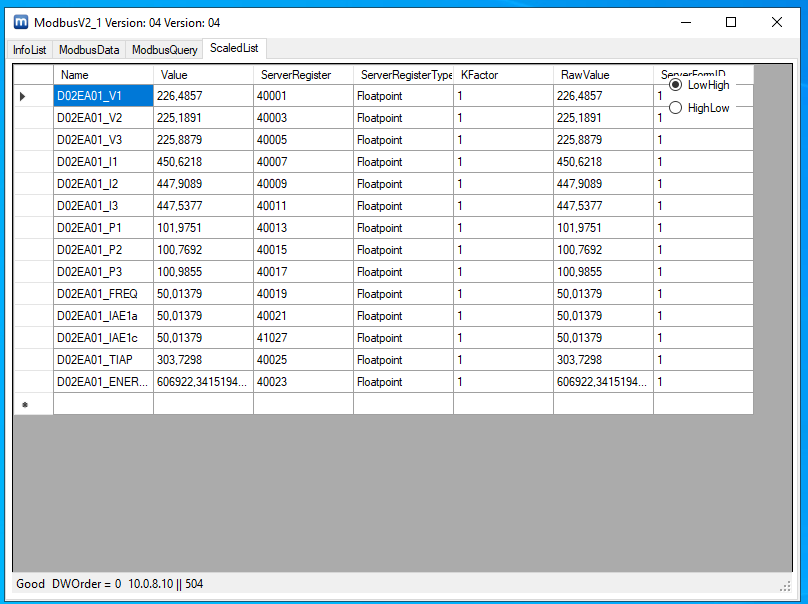 m ModbusV2_1 Version: 04 Version: 04
InfoList ModbusData ModbusQuery ScaledList
Name Value ServerRegister ServerRegisterType KFactor RawValue ServerFormID
LowHigh
D02EA01_V1 226,4857 40001 Floatpoint 1 226,4857 1
HighLow
D02EA01_V2 225,1891 40003 Floatpoint 1 225,1891 1
D02EA01_V3 225,8879 40005 Floatpoint 1 225,8879 1
D02EA01_I1 450,6218 40007 Floatpoint 1 450,6218 1
D02EA01_I2 447,9089 40009 Floatpoint 1 447,9089 1
D02EA01_I3 447,5377 40011 Floatpoint 1 447,5377 1
D02EA01_P1 101,9751 40013 Floatpoint 1 101,9751 1
D02EA01_P2 100,7692 40015 Floatpoint 1 100,7692 1
D02EA01_P3 100,9855 40017 Floatpoint 1 100,9855 1
D02EA01_FREQ 50,01379 40019 Floatpoint 1 50,01379 1
D02EA01_IAE1a 50,01379 40021 Floatpoint 1 50,01379 1
D02EA01_IAE1c 50,01379 41027 Floatpoint 1 50,01379 1
D02EA01_TIAP 303,7298 40025 Floatpoint 1 303,7298 1
D02EA01_ENER... 606922,3415194... 40023 Floatpoint 1 606922,3415194... 1
Good DWOrder = 0 10.0.8.10 || 504